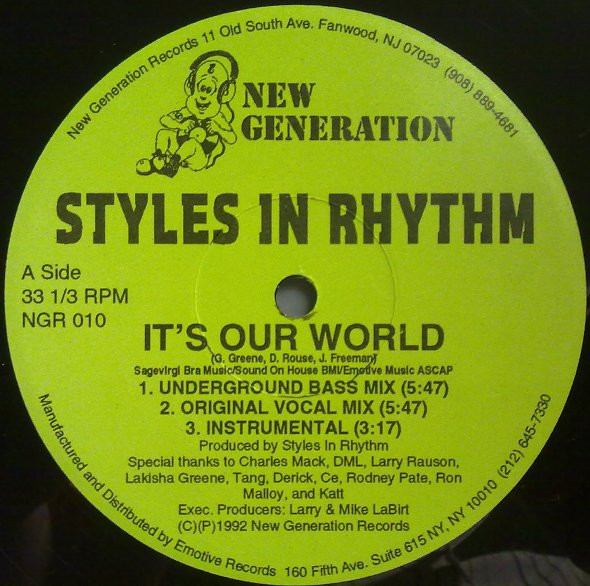 New Generation Records 11 Old South Ave. Fanwood, NJ 07023 (908) 889-4681
NEW
GENERATION
STYLES IN RHYTHM
A Side
33 1/3 RPM
NGR 010
IT'S OUR WORLD
(G. Greene, D. Rouse, J. Freeman)
Sagevirgi Bra Music/Sound On House BMI/Emotive Music ASCAP
1. UNDERGROUND BASS MIX (5:47)
2. ORIGINAL VOCAL MIX (5:47)
3. INSTRUMENTAL (3:17)
Produced by Styles In Rhythm
Special thanks to Charles Mack, DML, Larry Rauson,
Lakisha Greene, Tang, Derick, Ce, Rodney Pate, Ron
Malloy, and Katt
Exec. Producers: Larry & Mike LaBirt
(C)(P)1992 New Generation Records
Manufactured and Distributed by Emotive Records 160 Fifth Ave. Suite 615 NY, NY 10010 (212) 645-7330